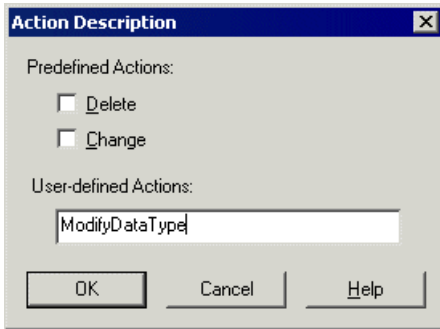 Action Description
Predefined Actions:
Delete
Change
User-defined Actions:
ModifyDataType
OK Cancel Help